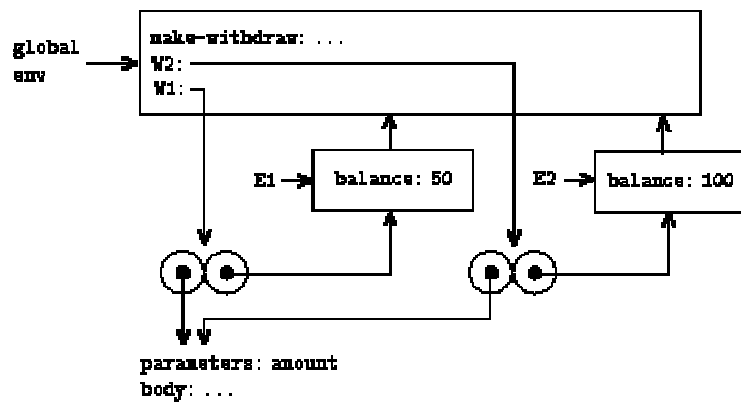 global
env
make-withdraw: ...
W2:
W1:
E1
balance: 50
E2
balance: 100
parameters: amount
body: ...